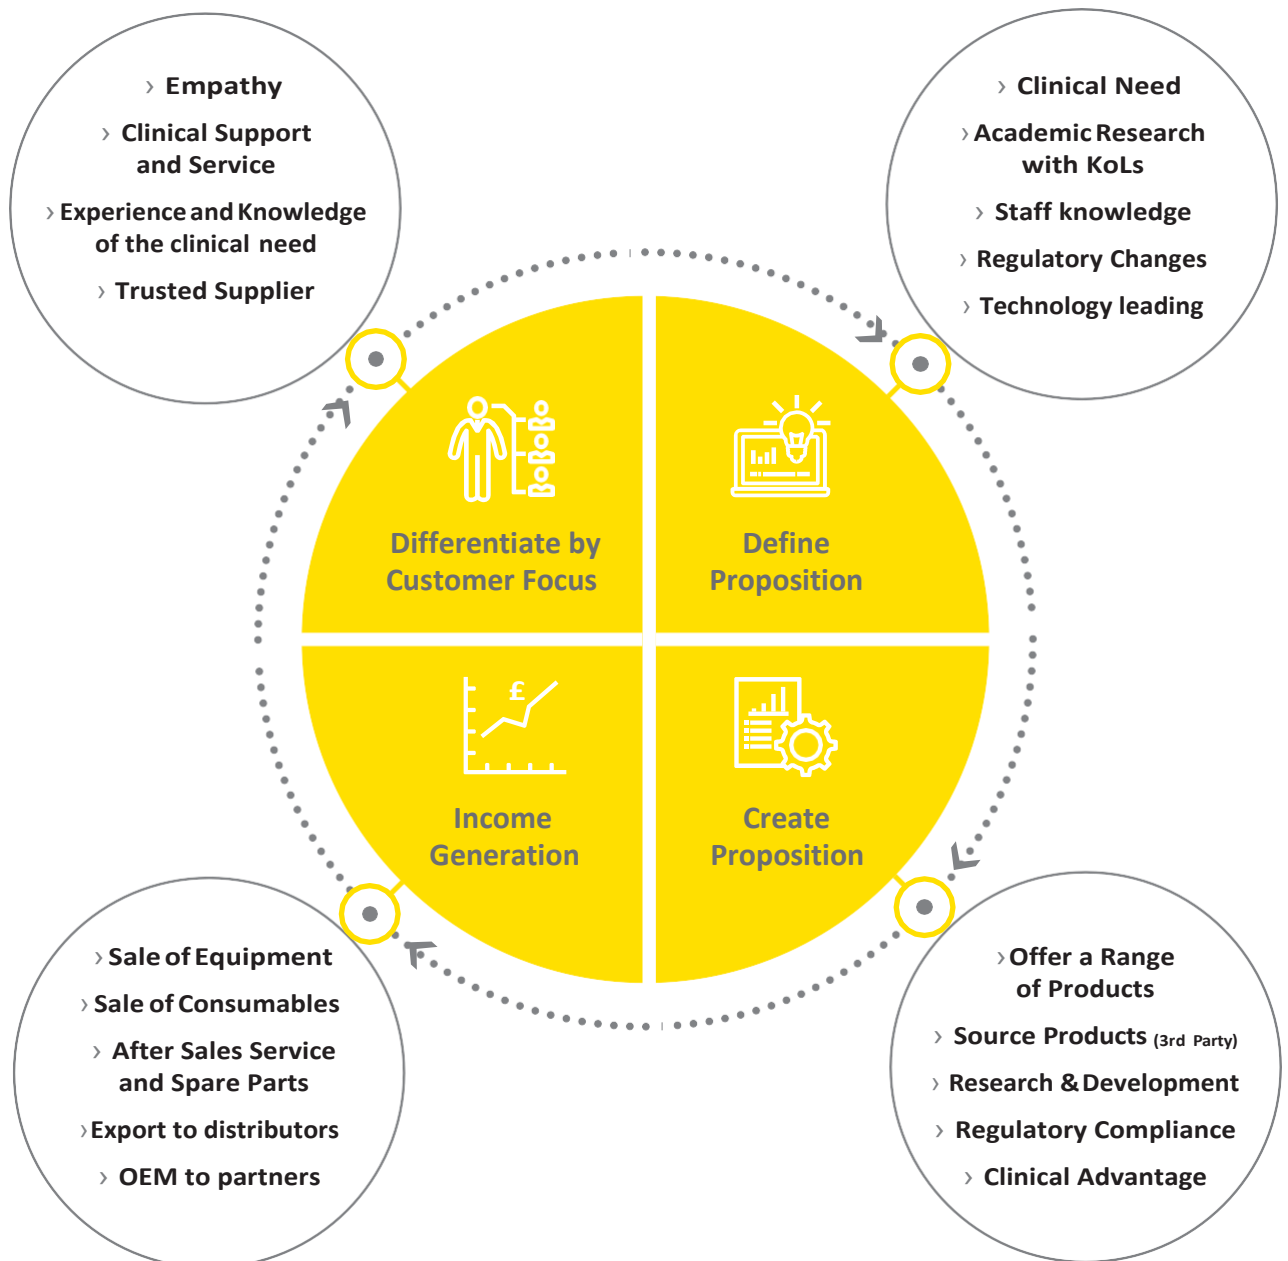 › Empathy
› Clinical Support
and Service
› Experience and Knowledge
of the clinical need
› Trusted Supplier
› Clinical Need
› Academic Research
with KoLs
› Staff knowledge
› Regulatory Changes
› Technology leading
Differentiate by
Customer Focus
Define
Proposition
£
Income
Generation
Create
Proposition
› Sale of Equipment
› Sale of Consumables
› After Sales Service
and Spare Parts
› Export to distributors
› OEM to partners
› Offer a Range
of Products
› Source Products (3rd Party)
› Research & Development
› Regulatory Compliance
› Clinical Advantage